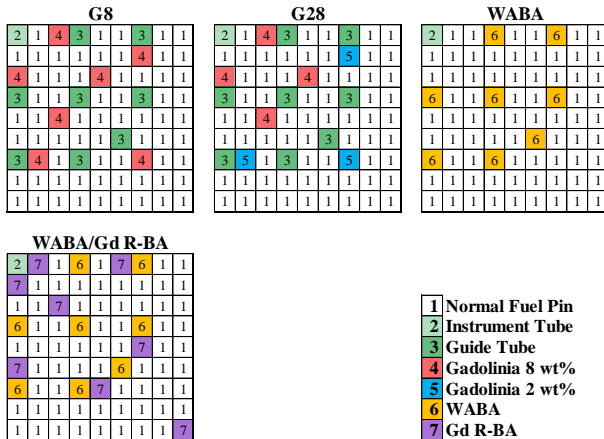 G8
2 1 4 3 1 1 3 1 1
1 1 1 1 1 1 4 1 1
4 1 1 1 4 1 1 1 1
3 1 1 3 1 1 3 1 1
1 1 4 1 1 1 1 1 1
1 1 1 1 1 3 1 1 1
3 4 1 3 1 1 4 1 1
1 1 1 1 1 1 1 1 1
1 1 1 1 1 1 1 1 1
G28
2 1 4 3 1 1 3 1 1
1 1 1 1 1 1 5 1 1
4 1 1 1 4 1 1 1 1
3 1 1 3 1 1 3 1 1
1 1 4 1 1 1 1 1 1
1 1 1 1 1 3 1 1 1
3 5 1 3 1 1 5 1 1
1 1 1 1 1 1 1 1 1
1 1 1 1 1 1 1 1 1
WABA
2 1 1 6 1 1 6 1 1
1 1 1 1 1 1 1 1 1
1 1 1 1 1 1 1 1 1
6 1 1 6 1 1 6 1 1
1 1 1 1 1 1 1 1 1
1 1 1 1 1 6 1 1 1
6 1 1 6 1 1 1 1 1
1 1 1 1 1 1 1 1 1
1 1 1 1 1 1 1 1 1
WABA/Gd R-BA
2 7 1 6 1 7 6 1 1
7 1 1 1 1 1 1 1 1
1 1 7 1 1 1 1 1 1
6 1 1 6 1 1 6 1 1
1 1 1 1 1 1 7 1 1
7 1 1 1 1 6 1 1 1
6 1 1 6 7 1 1 1 1
1 1 1 1 1 1 1 1 1
1 1 1 1 1 1 1 1 7
1 Normal Fuel Pin
2 Instrument Tube
3 Guide Tube
4 Gadolinia 8 wt%
5 Gadolinia 2 wt%
6 WABA
7 Gd R-BA